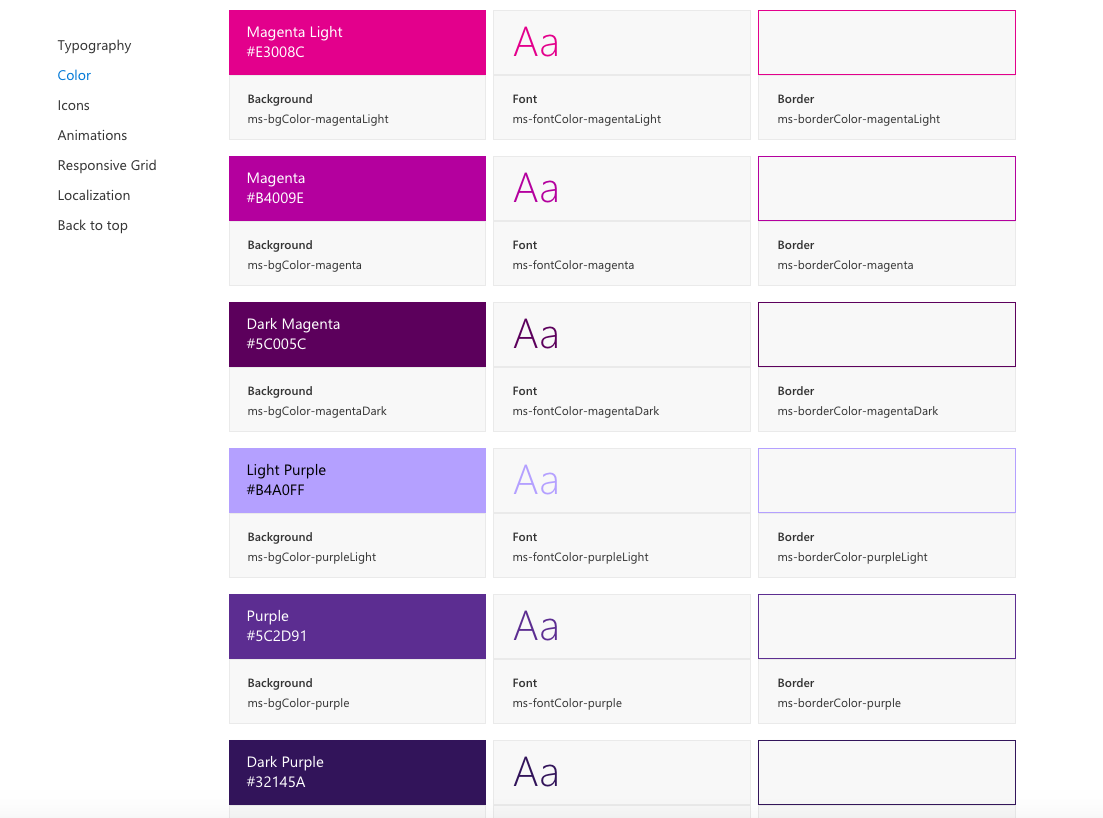 Typography
Color
Icons
Animations
Responsive Grid
Localization
Back to top
Magenta Light
#E3008C
Aa
Background
ms-bgColor-magentaLight
Font
ms-fontColor-magentaLight
Border
ms-borderColor-magentaLight
Magenta
#B4009E
Aa
Background
ms-bgColor-magenta
Font
ms-fontColor-magenta
Border
ms-borderColor-magenta
Dark Magenta
#5C005C
Aa
Background
ms-bgColor-magentaDark
Font
ms-fontColor-magentaDark
Border
ms-borderColor-magentaDark
Light Purple
#B4A0FF
Aa
Background
ms-bgColor-purpleLight
Font
ms-fontColor-purpleLight
Border
ms-borderColor-purpleLight
Purple
#5C2D91
Aa
Background
ms-bgColor-purple
Font
ms-fontColor-purple
Border
ms-borderColor-purple
Dark Purple
#32145A
Aa